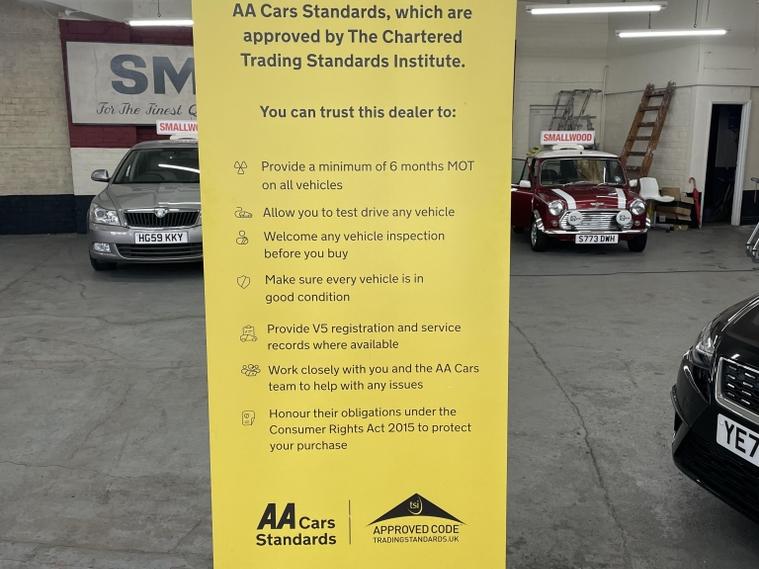 AA Cars Standards, which are
approved by The Chartered
Trading Standards Institute.
You can trust this dealer to:
Provide a minimum of 6 months MOT
on all vehicles
Allow you to test drive any vehicle
Welcome any vehicle inspection
before you buy
Make sure every vehicle is in
good condition
Provide V5 registration and service
records where available
Work closely with you and the AA Cars
team to help with any issues
Honour their obligations under the
Consumer Rights Act 2015 to protect
your purchase
AA Cars
Standards
tsi
APPROVED CODE
TRADINGSTANDARDS.UK
SM
For The Finest
SMALLWO
HG59 KKY
SMALLWOOD
S773 DWH
YE7